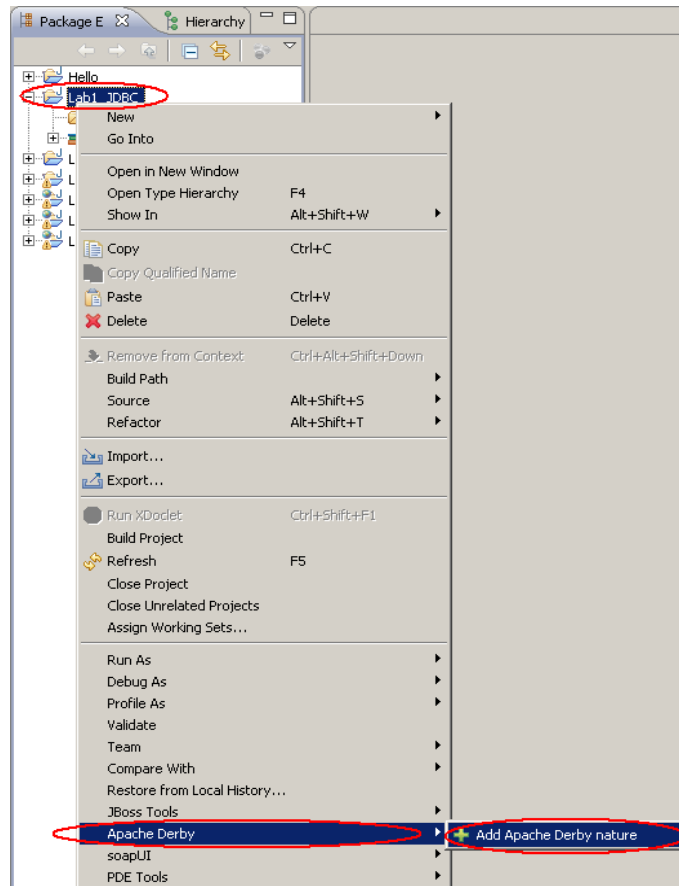 Package E Hierarchy
Hello
Lab1_JDBC
L
L
L
L
L
New
Go Into
Open in New Window
Open Type Hierarchy F4
Show In Alt+Shift+W
Copy Ctrl+C
Copy Qualified Name
Paste Ctrl+V
Delete Delete
Remove from Context Ctrl+Alt+Shift+Down
Build Path
Source Alt+Shift+S
Refactor Alt+Shift+T
Import...
Export...
Run XDoclet Ctrl+Shift+F1
Build Project
Refresh F5
Close Project
Close Unrelated Projects
Assign Working Sets...
Run As
Debug As
Profile As
Validate
Team
Compare With
Restore from Local History...
JBoss Tools
Apache Derby Add Apache Derby nature
soapUI
PDE Tools